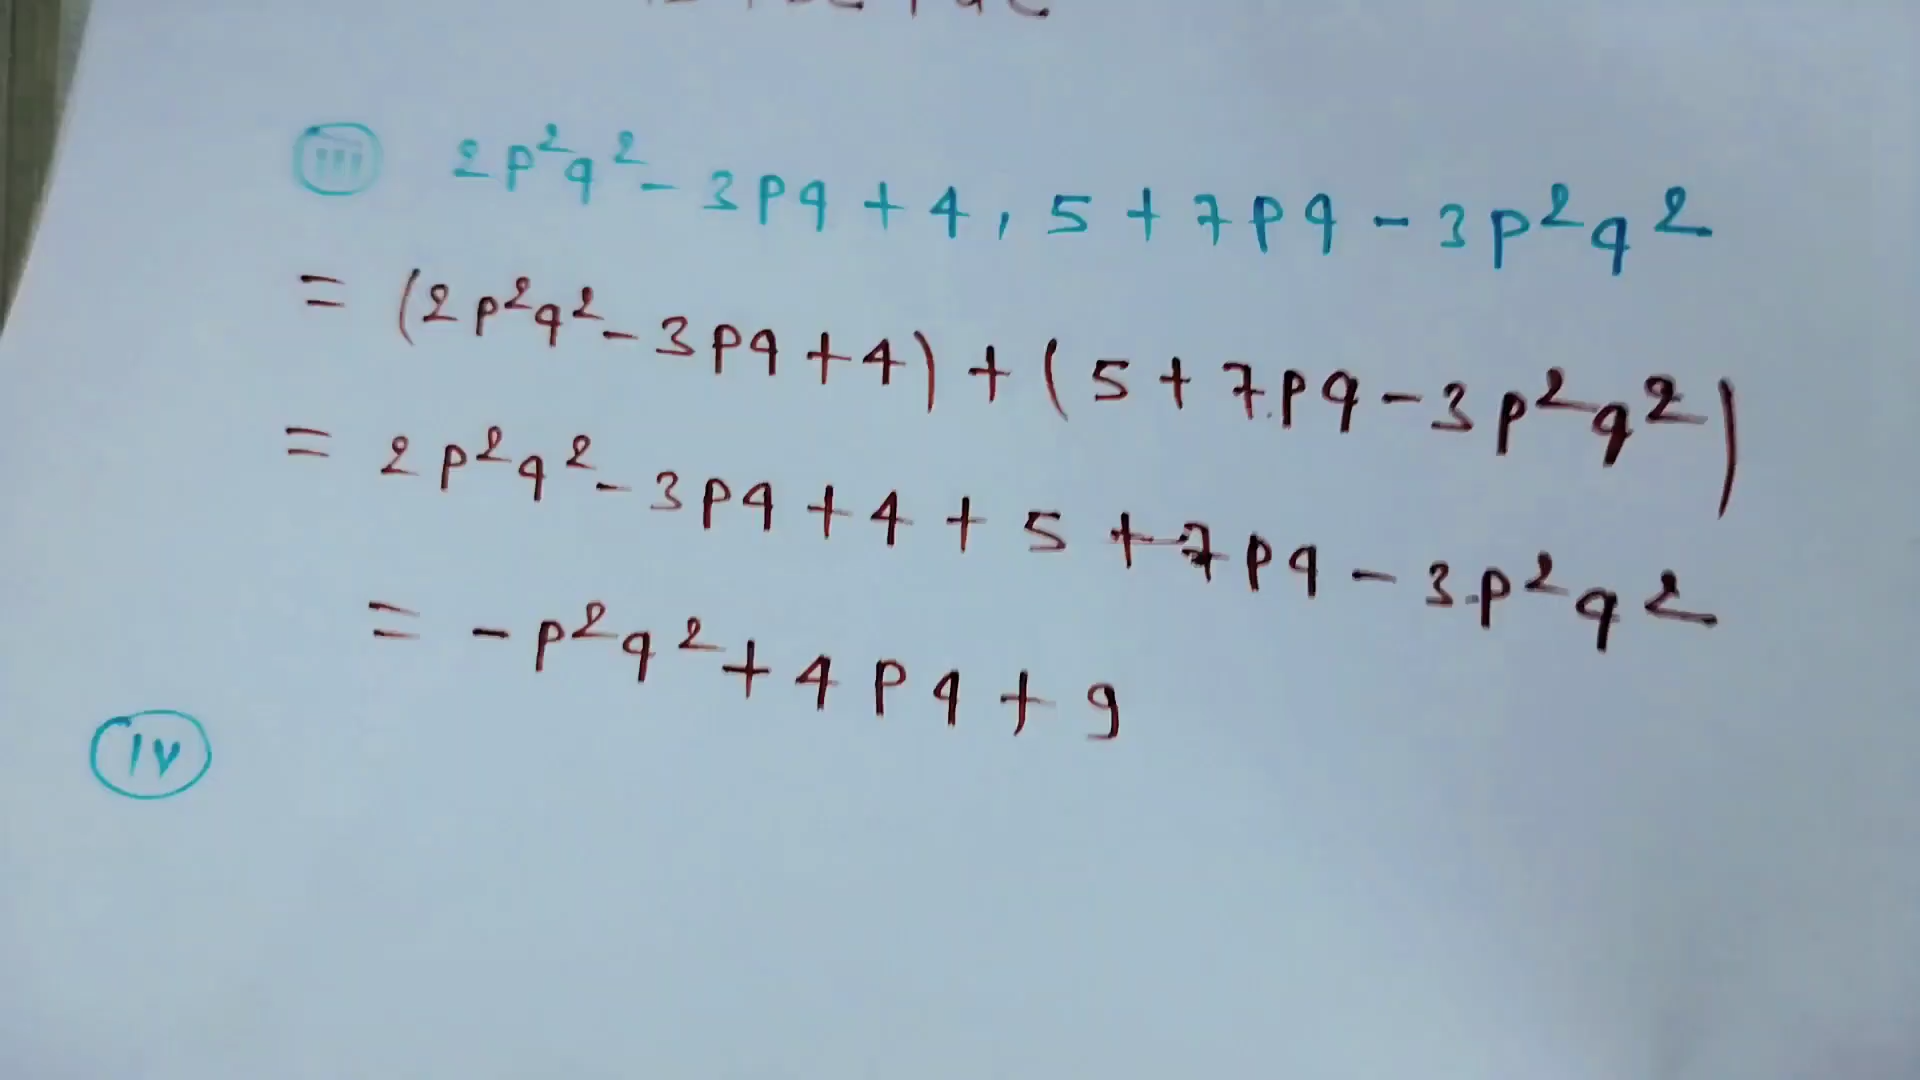 (iii) 2p²q² - 3pq + 4, 5 + 7pq - 3p²q²
= (2p²q² - 3pq + 4) + (5 + 7pq - 3p²q²)
= 2p²q² - 3pq + 4 + 5 + 7pq - 3p²q²
= - p²q² + 4pq + 9
(iv)